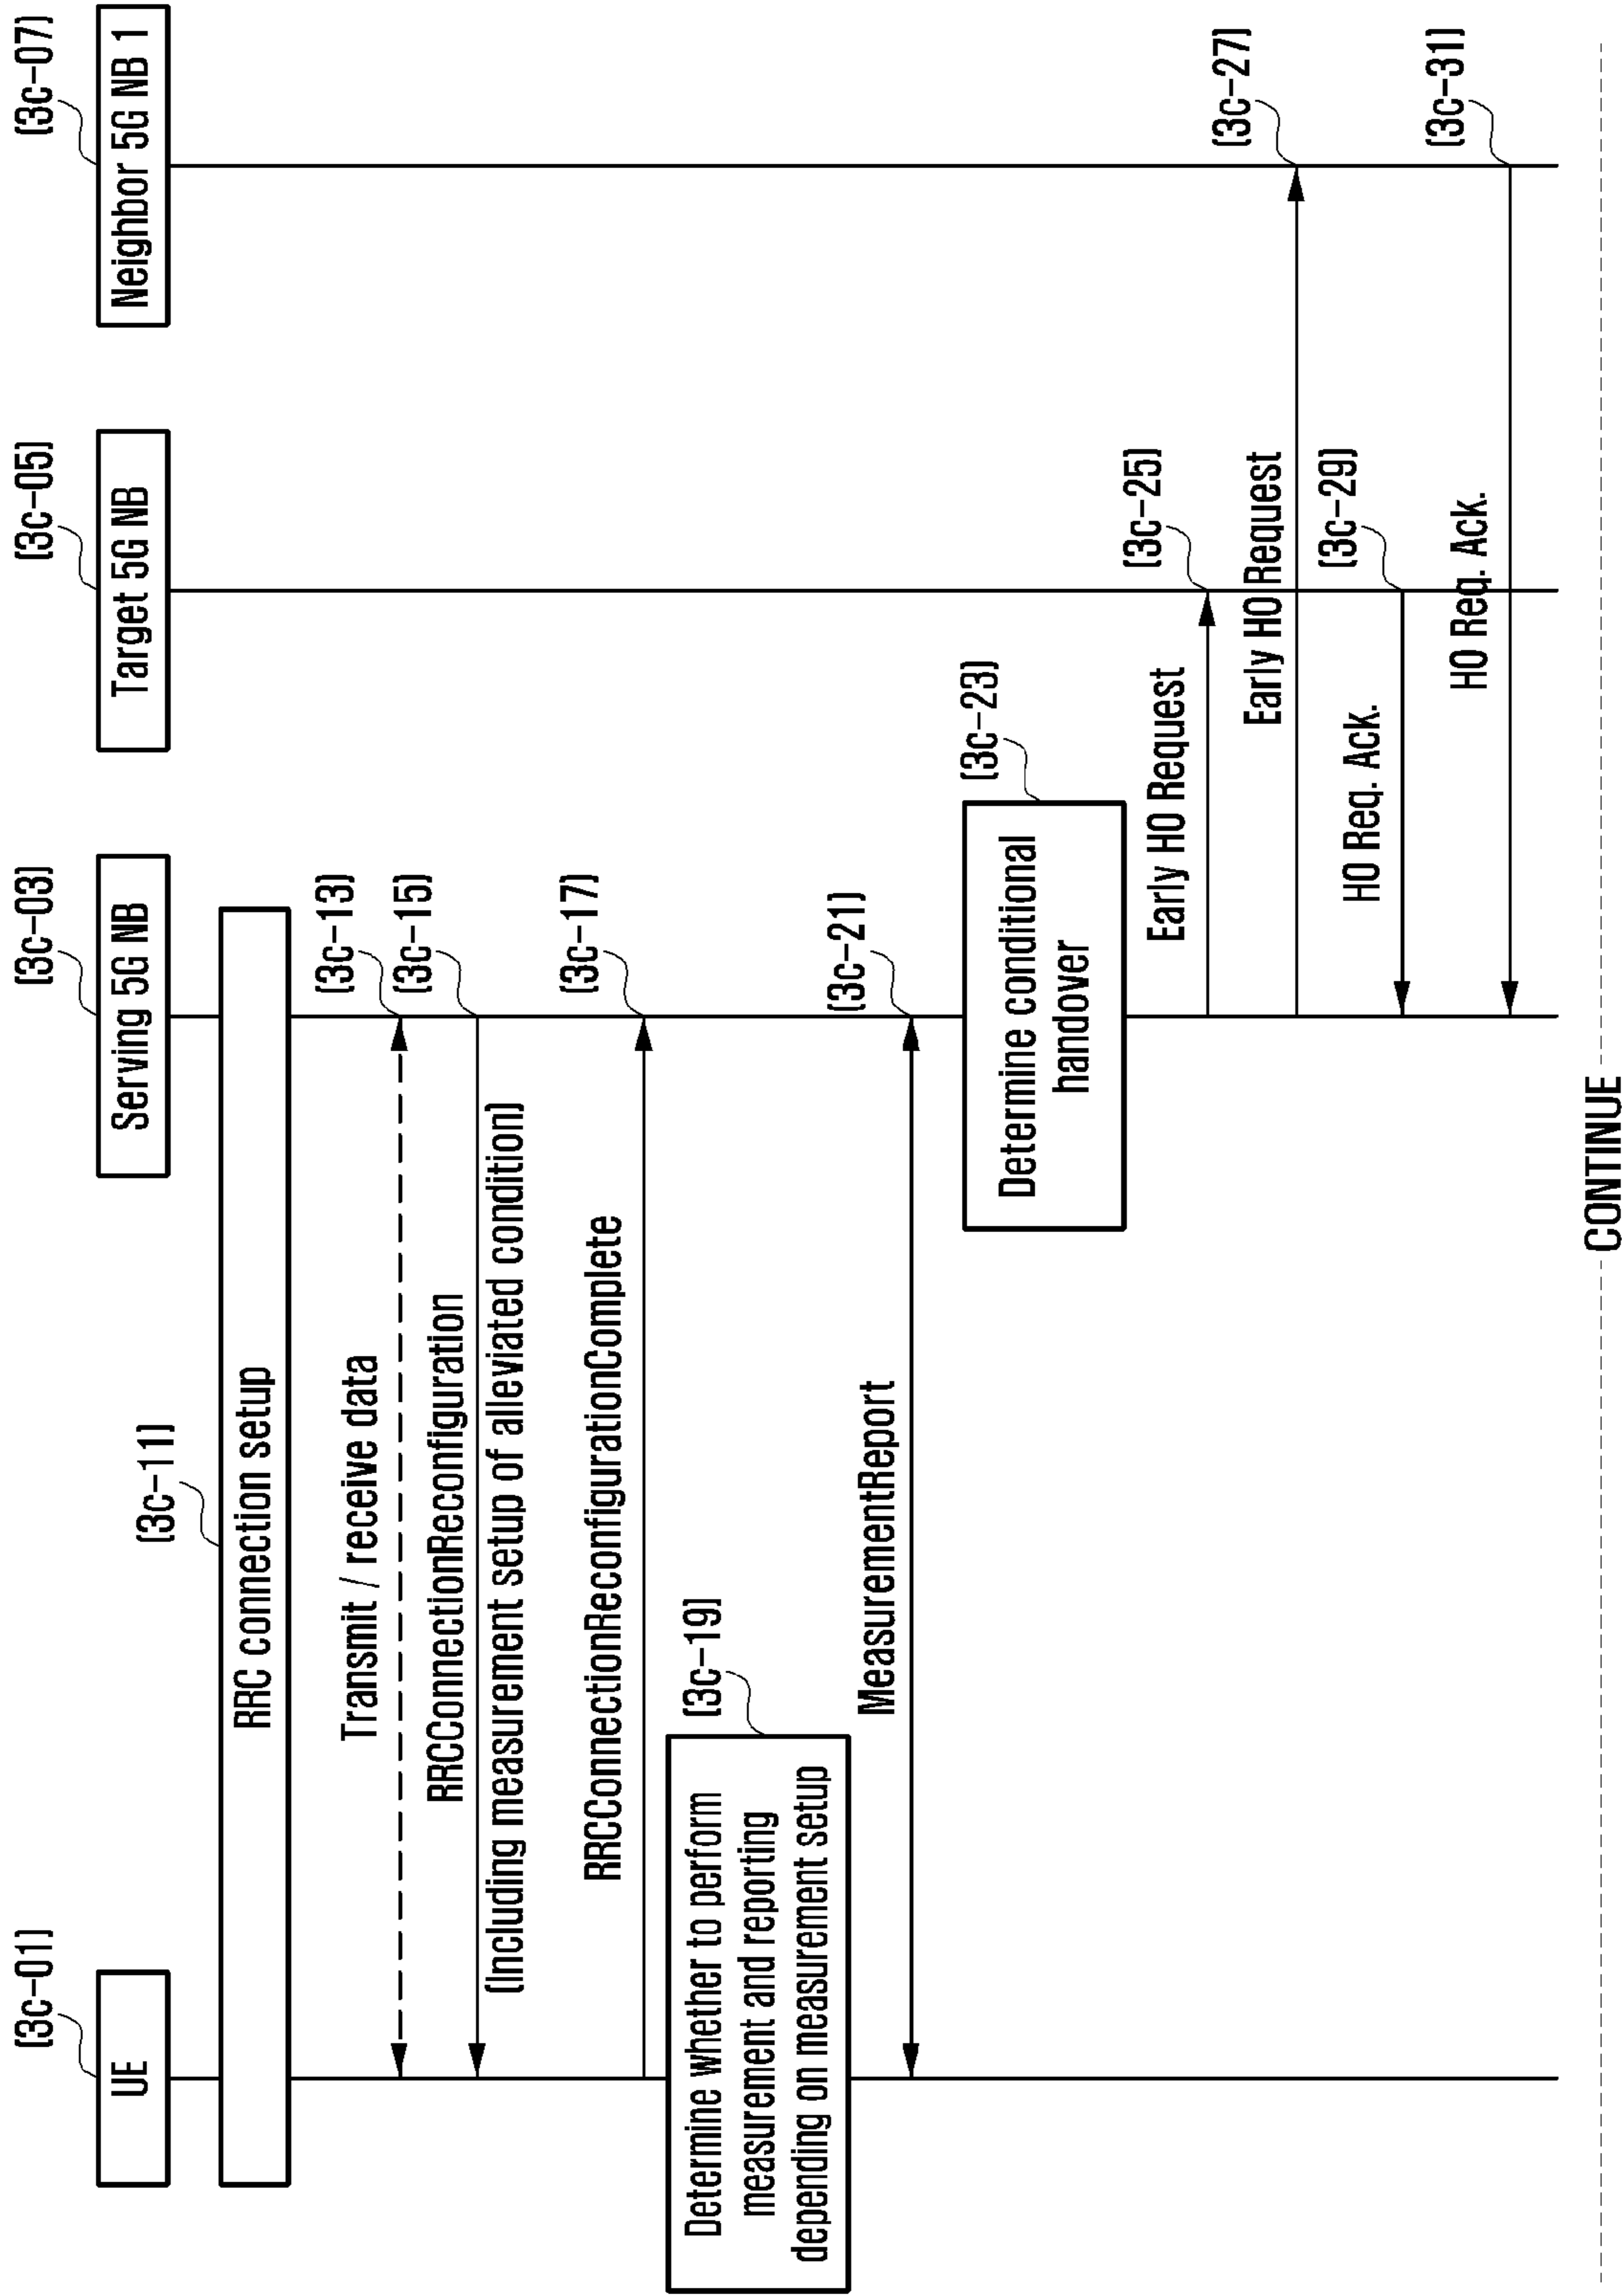 (3c-01)
(3c-03)
(3c-05)
(3c-07)
UE
Serving 5G NB
Target 5G NB
Neighbor 5G NB 1
(3c-11)
RRC connection setup
(3c-13)
Transmit / receive data
(3c-15)
RRCConnectionReconfiguration
(Including measurement setup of alleviated condition)
(3c-17)
RRCConnectionReconfigurationComplete
(3c-19)
Determine whether to perform
measurement and reporting
depending on measurement setup
(3c-21)
MeasurementReport
(3c-23)
Determine conditional
handover
(3c-25)
Early HO Request
(3c-27)
Early HO Request
(3c-29)
HO Req. Ack.
(3c-31)
HO Req. Ack.
CONTINUE